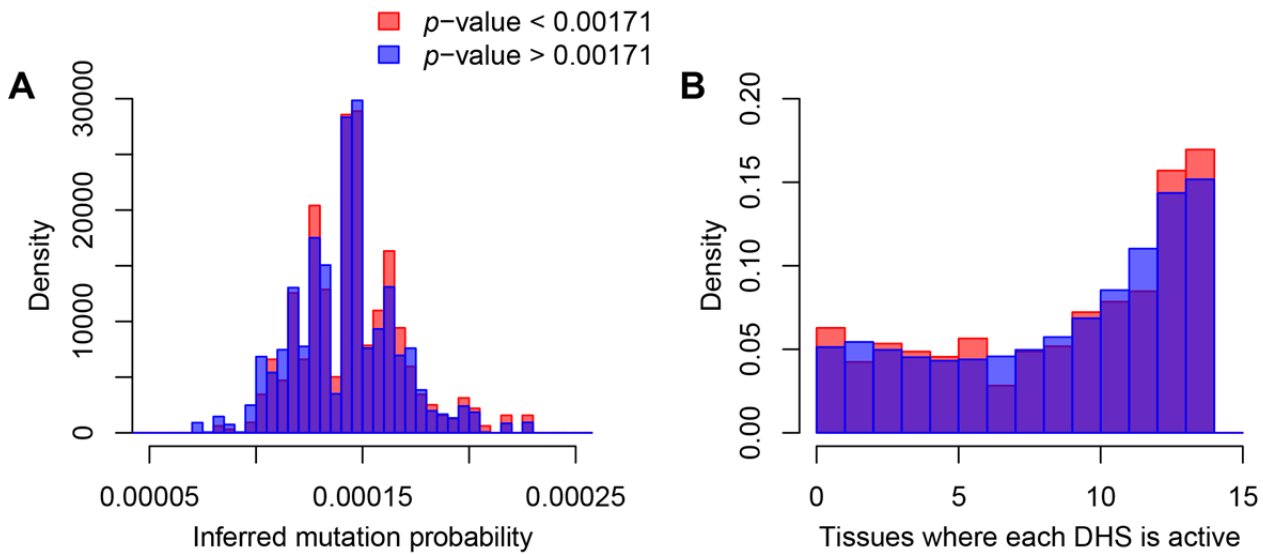 p−value < 0.00171
p−value > 0.00171
A
Density
30000
20000
10000
0
0.00005
0.00015
0.00025
Inferred mutation probability
B
Density
0.20
0.15
0.10
0.05
0.00
0
5
10
15
Tissues where each DHS is active